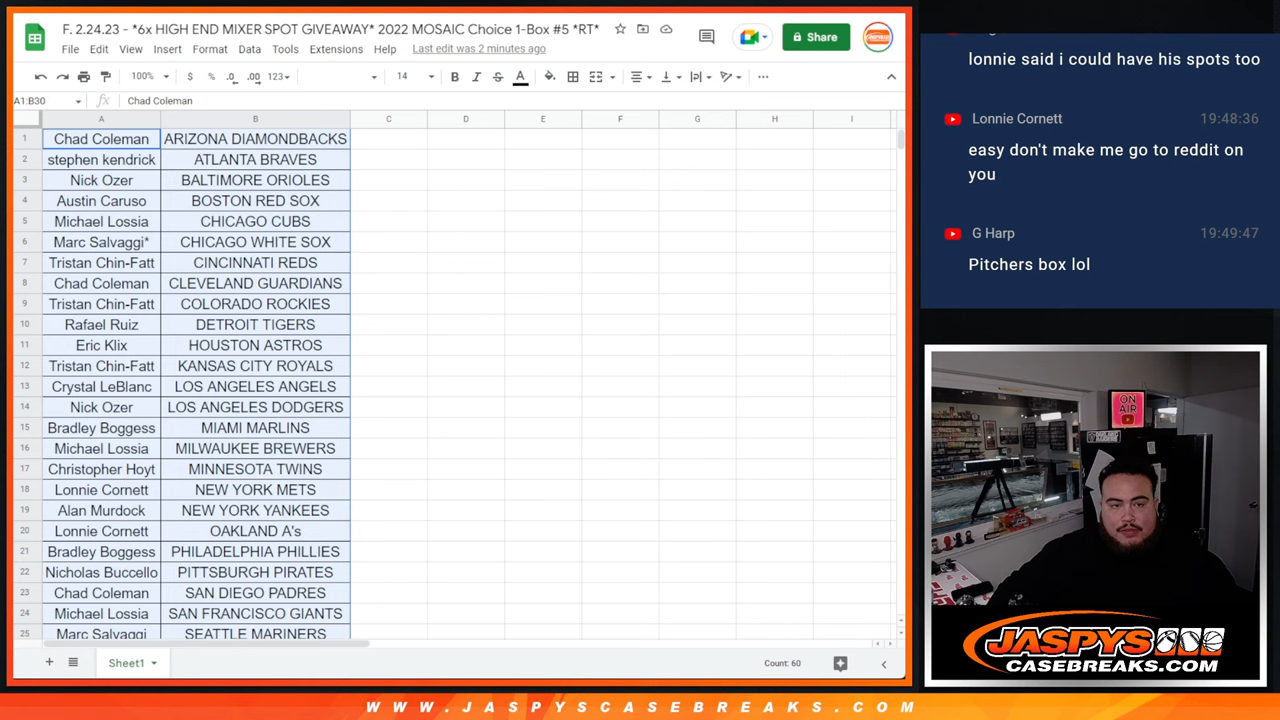 F. 2.24.23 - *6x HIGH END MIXER SPOT GIVEAWAY* 2022 MOSAIC Choice 1-Box #5 *RT*
File Edit View Insert Format Data Tools Extensions Help Last edit was 2 minutes ago
Share
100% $ % .0 .00 123 14 B I S A
A1:B30 fx Chad Coleman
A B C D E F G H I
1 Chad Coleman ARIZONA DIAMONDBACKS
2 stephen kendrick ATLANTA BRAVES
3 Nick Ozer BALTIMORE ORIOLES
4 Austin Caruso BOSTON RED SOX
5 Michael Lossia CHICAGO CUBS
6 Marc Salvaggi* CHICAGO WHITE SOX
7 Tristan Chin-Fatt CINCINNATI REDS
8 Chad Coleman CLEVELAND GUARDIANS
9 Tristan Chin-Fatt COLORADO ROCKIES
10 Rafael Ruiz DETROIT TIGERS
11 Eric Klix HOUSTON ASTROS
12 Tristan Chin-Fatt KANSAS CITY ROYALS
13 Crystal LeBlanc LOS ANGELES ANGELS
14 Nick Ozer LOS ANGELES DODGERS
15 Bradley Boggess MIAMI MARLINS
16 Michael Lossia MILWAUKEE BREWERS
17 Christopher Hoyt MINNESOTA TWINS
18 Lonnie Cornett NEW YORK METS
19 Alan Murdock NEW YORK YANKEES
20 Lonnie Cornett OAKLAND A's
21 Bradley Boggess PHILADELPHIA PHILLIES
22 Nicholas Buccello PITTSBURGH PIRATES
23 Chad Coleman SAN DIEGO PADRES
24 Michael Lossia SAN FRANCISCO GIANTS
25 Marc Salvaggi SEATTLE MARINERS
Sheet1
Count: 60
lonnie said i could have his spots too
Lonnie Cornett 19:48:36
easy don't make me go to reddit on
you
G Harp 19:49:47
Pitchers box lol
ON
AIR
JASPYS
CASEBREAKS.COM
WWW.JASPYSCASEBREAKS.COM